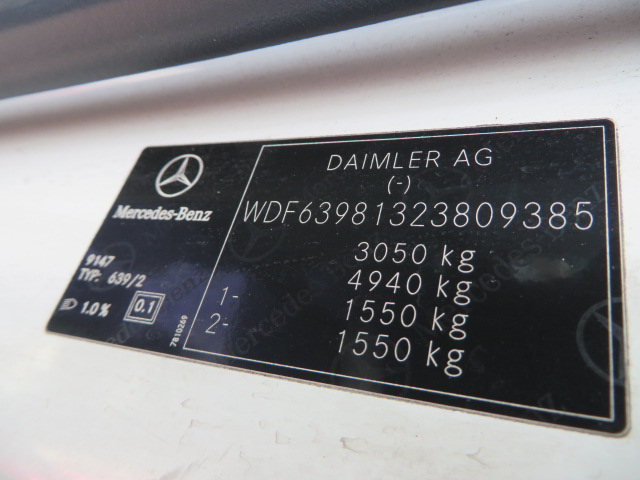 DAIMLER AG
(-)
WDF63981323809385
3050 kg
4940 kg
1- 1550 kg
2- 1550 kg
Mercedes-Benz
9147
TYP: 639/2
1.0 % 0.1
7810269